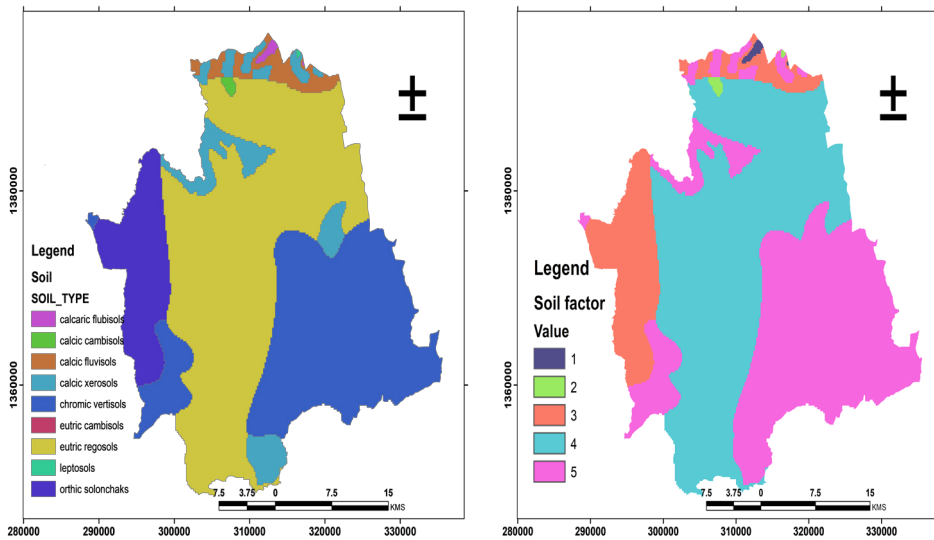 1380000
1360000
Legend
Soil
SOIL_TYPE
calcaric flubisols
calcic cambisols
calcic fluvisols
calcic xerosols
chromic vertisols
eutric cambisols
eutric regosols
leptosols
orthic solonchaks
7.5 3.75 0 7.5 15
KMS
280000 290000 300000 310000 320000 330000
1380000
1360000
Legend
Soil factor
Value
1
2
3
4
5
7.5 3.75 0 7.5 15
KMS
290000 300000 310000 320000 330000